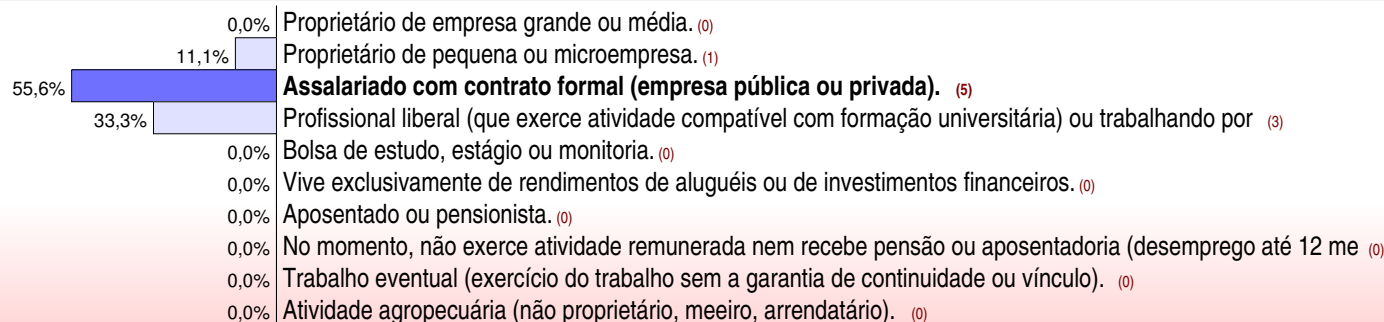 0,0% Proprietário de empresa grande ou média. (0)
11,1% Proprietário de pequena ou microempresa. (1)
55,6% Assalariado com contrato formal (empresa pública ou privada). (5)
33,3% Profissional liberal (que exerce atividade compatível com formação universitária) ou trabalhando por (3)
0,0% Bolsa de estudo, estágio ou monitoria. (0)
0,0% Vive exclusivamente de rendimentos de aluguéis ou de investimentos financeiros. (0)
0,0% Aposentado ou pensionista. (0)
0,0% No momento, não exerce atividade remunerada nem recebe pensão ou aposentadoria (desemprego até 12 me (0)
0,0% Trabalho eventual (exercício do trabalho sem a garantia de continuidade ou vínculo). (0)
0,0% Atividade agropecuária (não proprietário, meeiro, arrendatário). (0)